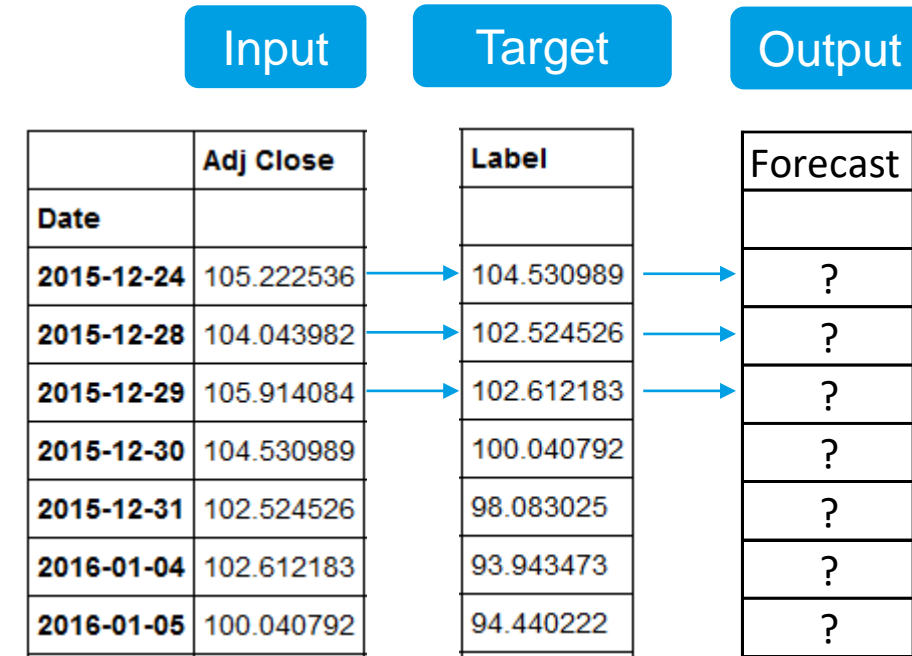 Input Target Output
Adj Close Label Forecast
Date
2015-12-24 105.222536 104.530989 ?
2015-12-28 104.043982 102.524526 ?
2015-12-29 105.914084 102.612183 ?
2015-12-30 104.530989 100.040792 ?
2015-12-31 102.524526 98.083025 ?
2016-01-04 102.612183 93.943473 ?
2016-01-05 100.040792 94.440222 ?